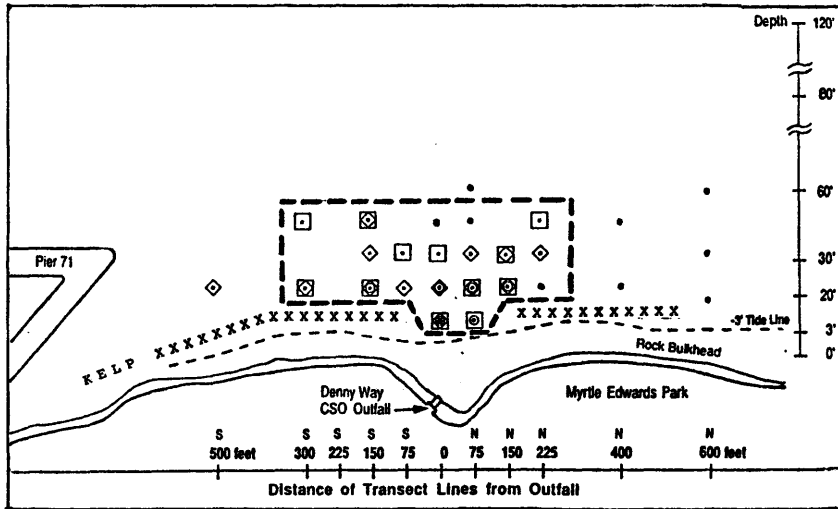 Depth
120'
80'
60'
Pier 71
30'
20'
XXXXXXXXXXXXXXXXX
XXXXXXXXXXX
-3' Tide Line
3'
KELP
Rock Bulkhead
0'
Denny Way
CSO Outfall
Myrtle Edwards Park
S S S S S N N N N N
500 feet 300 225 150 75 0 75 150 225 400 600 feet
Distance of Transect Lines from Outfall